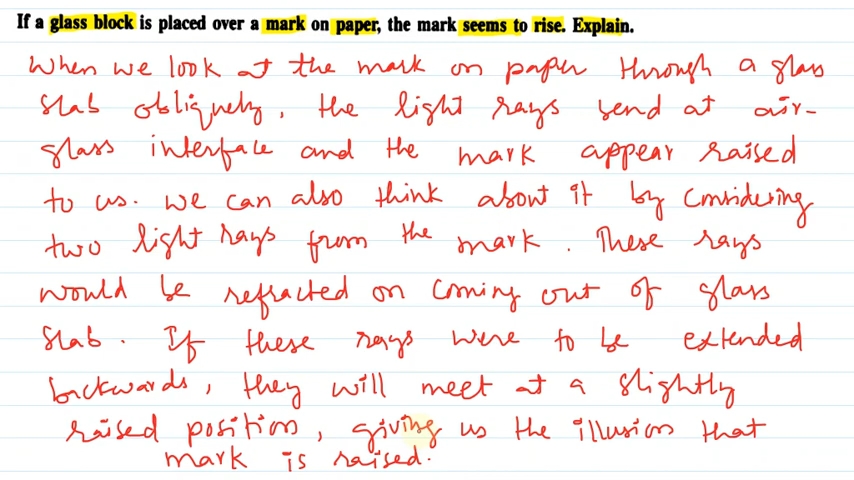 If a glass block is placed over a mark on paper, the mark seems to rise. Explain.
When we look at the mark on paper through a glass
slab obliquely, the light rays bend at air-
glass interface and the mark appear raised
to us. We can also think about it by considering
two light rays from the mark. These rays
would be refracted on coming out of glass
slab. If these rays were to be extended
backwards, they will meet at a slightly
raised position, giving us the illusion that
mark is raised.